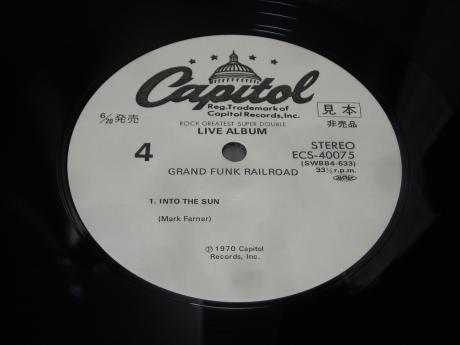 Capitol
Reg. Trademark of
Capitol Records, Inc.
6/20 発売
見本
非売品
ROCK GREATEST SUPER DOUBLE
LIVE ALBUM
4
STEREO
ECS-40075
(SWBB4-633)
33⅓ r.p.m.
GRAND FUNK RAILROAD
1. INTO THE SUN
(Mark Farner)
Ⓟ 1970 Capitol
Records, Inc.